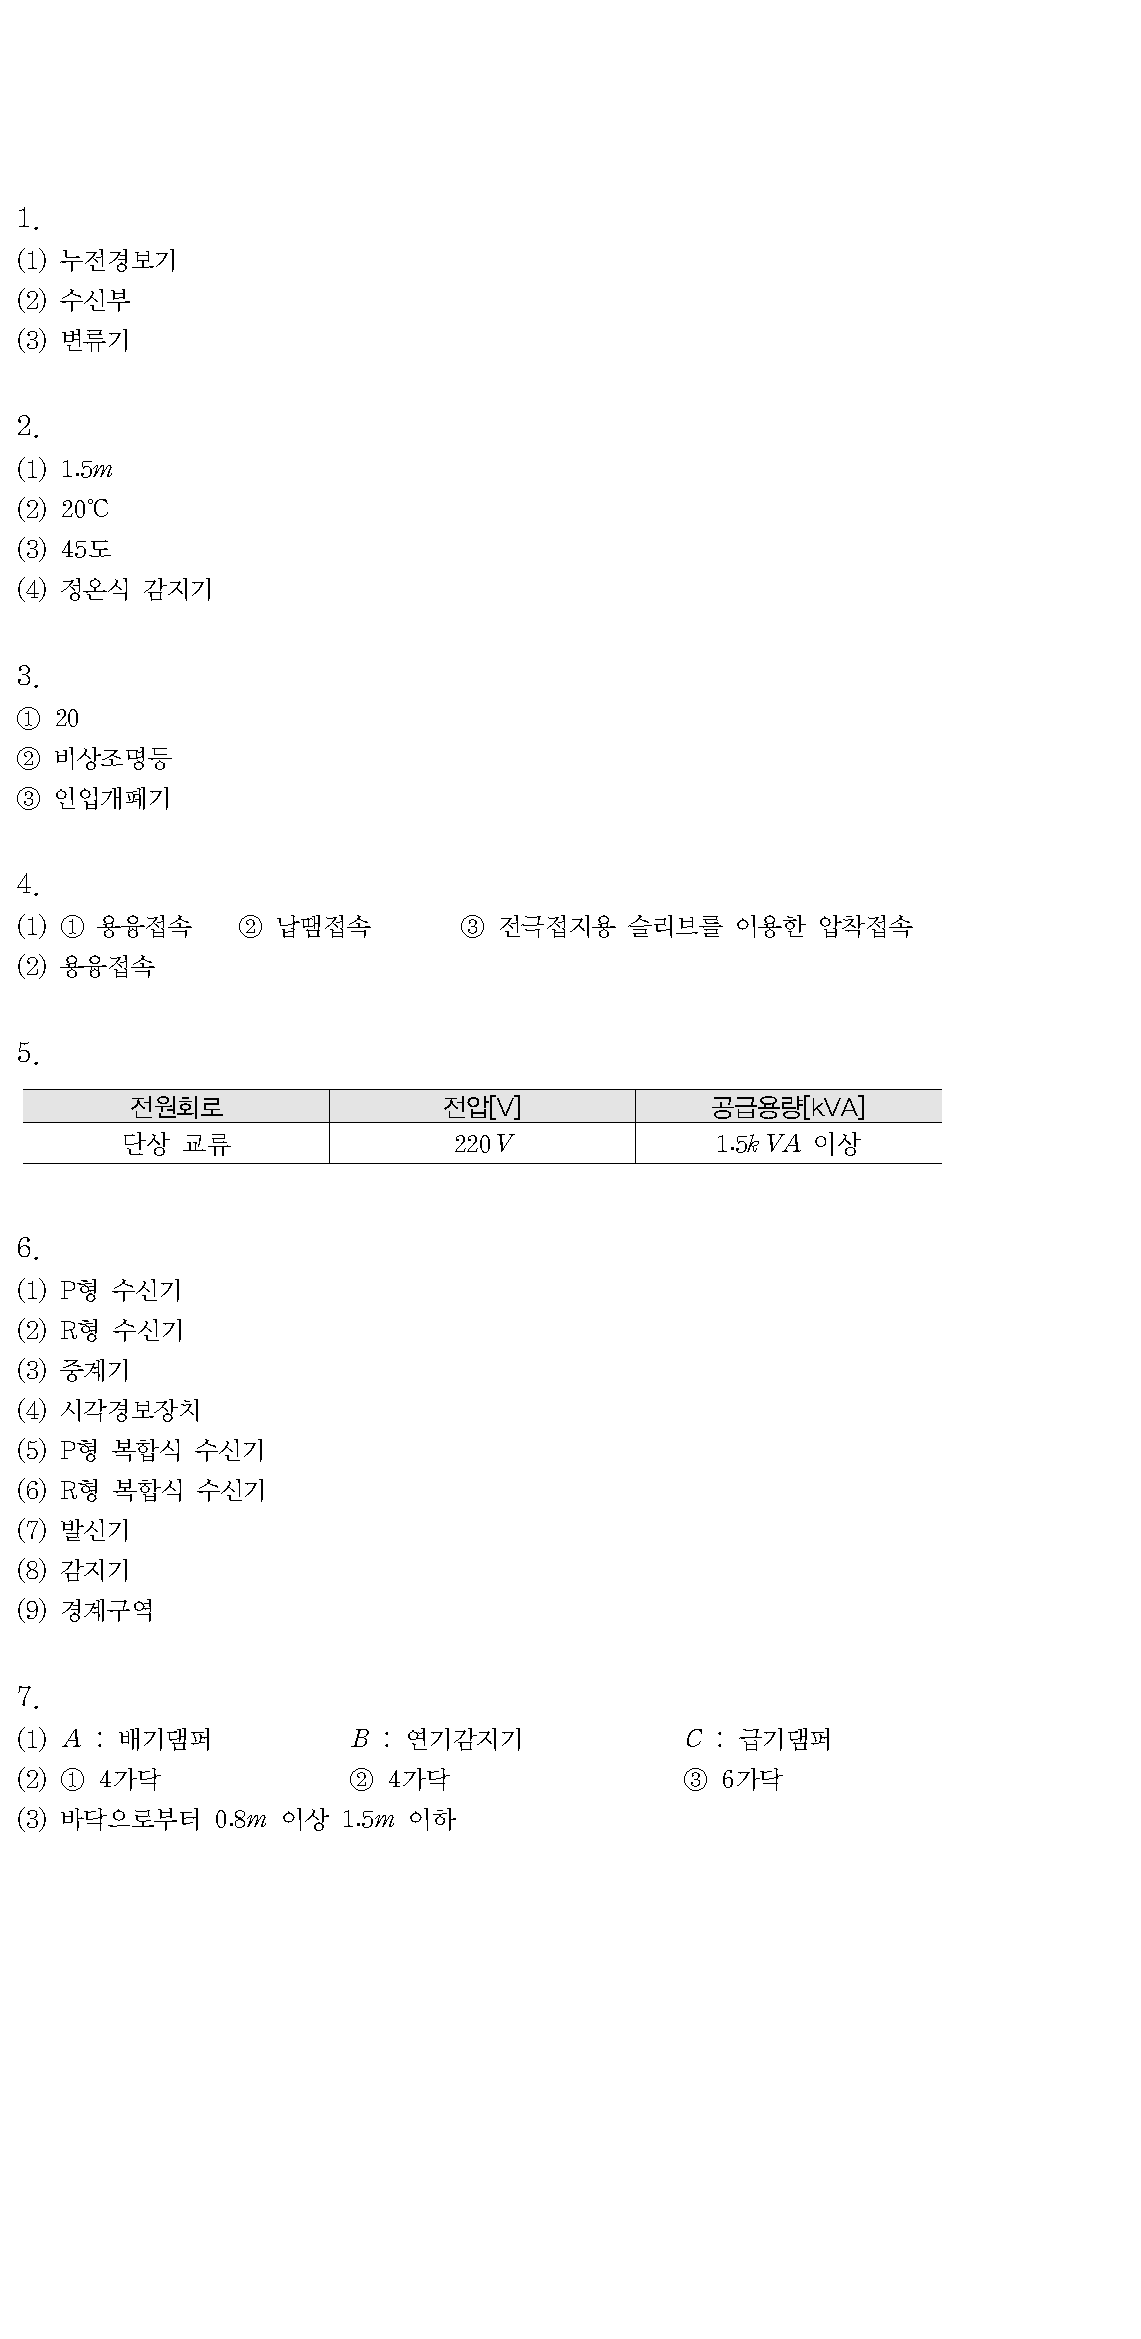 1.
(1) 누전경보기
(2) 수신부
(3) 변류기
2.
(1) 1.5m
(2) 20℃
(3) 45도
(4) 정온식 감지기
3.
① 20
② 비상조명등
③ 인입개폐기
4.
(1) ① 용융접속 ② 납땜접속 ③ 전극접지용 슬리브를 이용한 압착접속
(2) 용융접속
5.
전원회로 전압[V] 공급용량[kVA]
단상 교류 220V 1.5kVA 이상
6.
(1) P형 수신기
(2) R형 수신기
(3) 중계기
(4) 시각경보장치
(5) P형 복합식 수신기
(6) R형 복합식 수신기
(7) 발신기
(8) 감지기
(9) 경계구역
7.
(1) A : 배기댐퍼 B : 연기감지기 C : 급기댐퍼
(2) ① 4가닥 ② 4가닥 ③ 6가닥
(3) 바닥으로부터 0.8m 이상 1.5m 이하